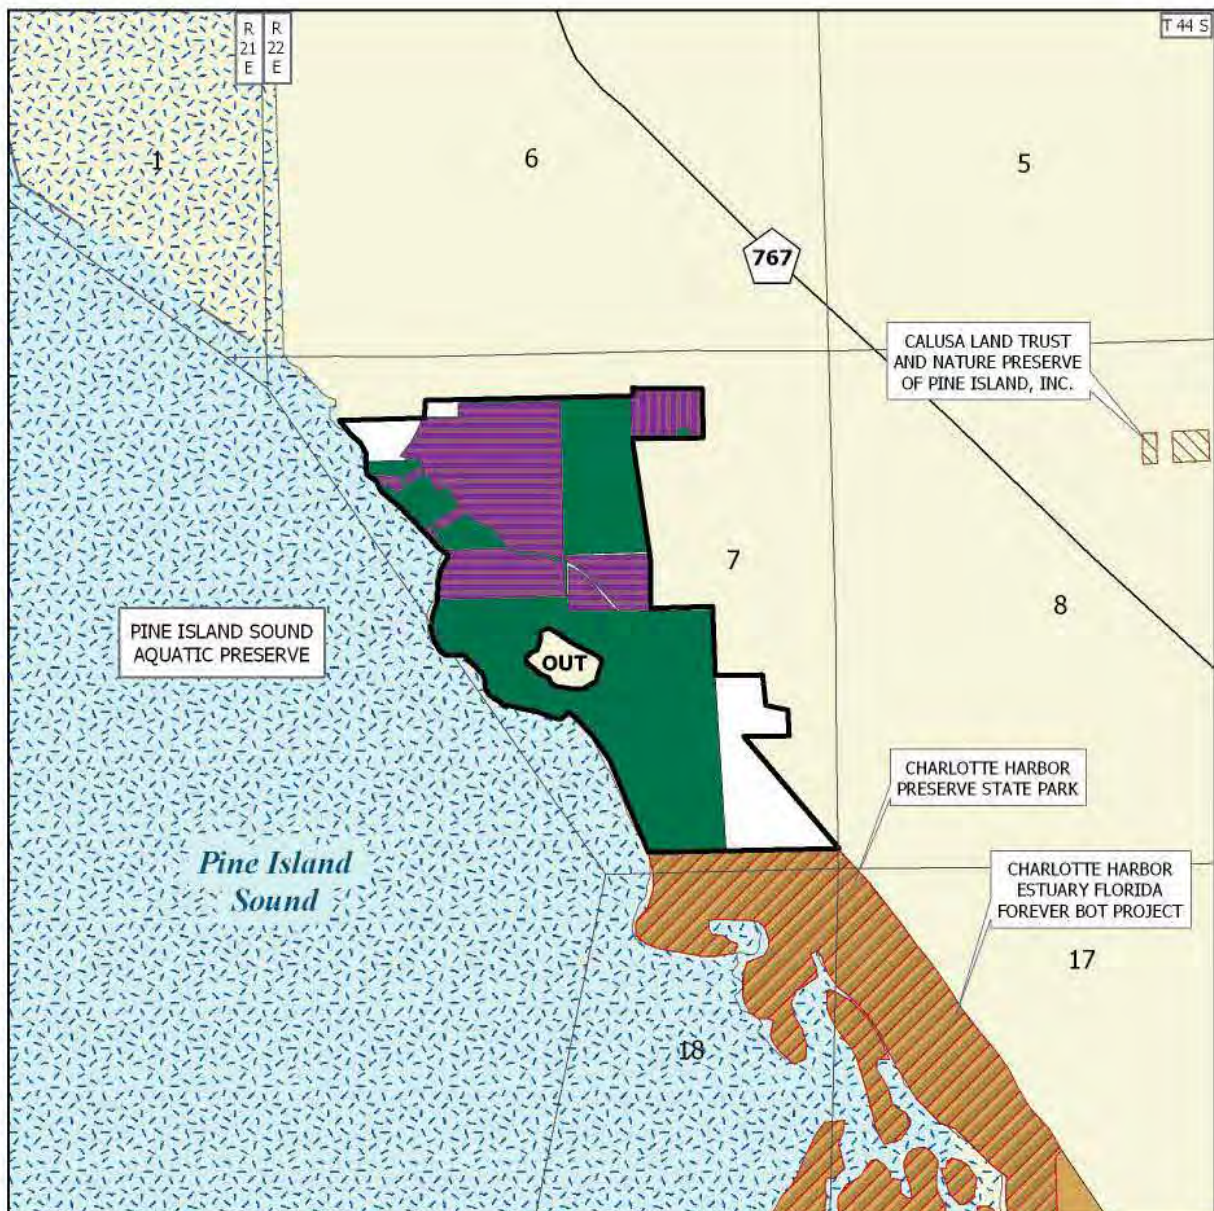 R
21
E
R
22
E
T 44 S
1
6
5
767
CALUSA LAND TRUST
AND NATURE PRESERVE
OF PINE ISLAND, INC.
7
8
PINE ISLAND SOUND
AQUATIC PRESERVE
OUT
CHARLOTTE HARBOR
PRESERVE STATE PARK
Pine Island
Sound
CHARLOTTE HARBOR
ESTUARY FLORIDA
FOREVER BOT PROJECT
17
18